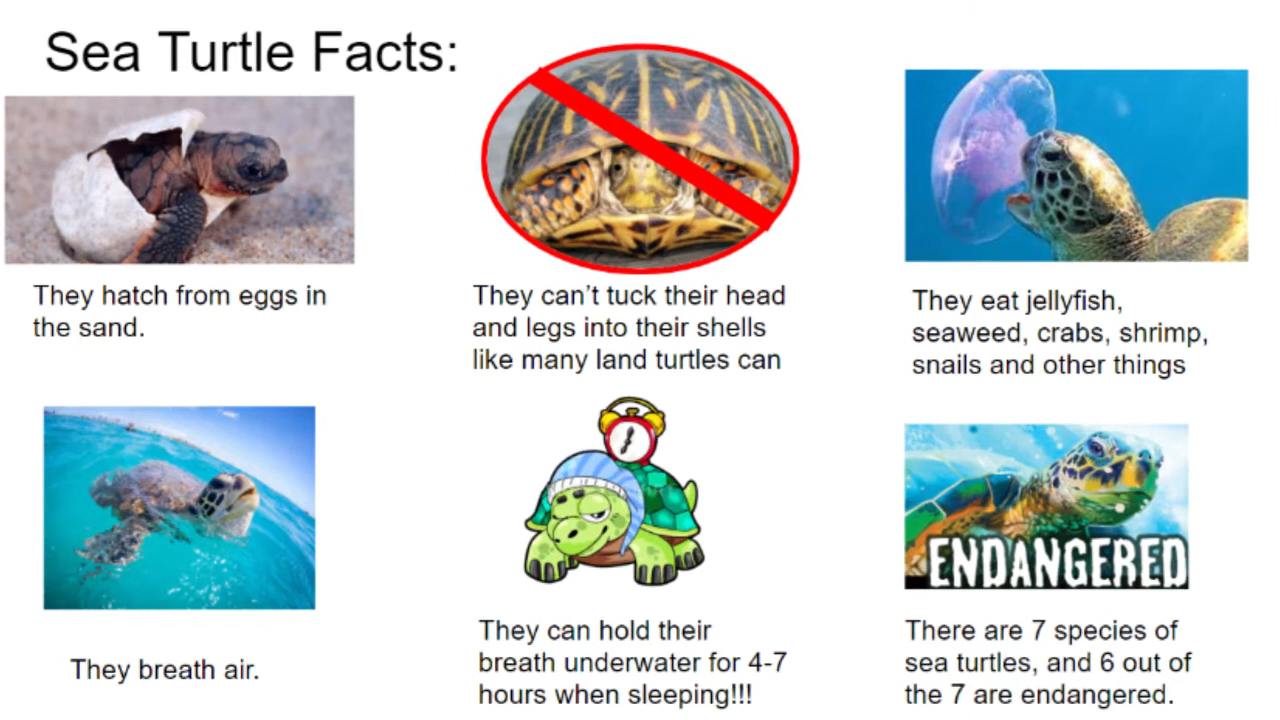 Sea Turtle Facts:
They hatch from eggs in
the sand.
They can’t tuck their head
and legs into their shells
like many land turtles can
They eat jellyfish,
seaweed, crabs, shrimp,
snails and other things
They breath air.
They can hold their
breath underwater for 4-7
hours when sleeping!!!
ENDANGERED
There are 7 species of
sea turtles, and 6 out of
the 7 are endangered.